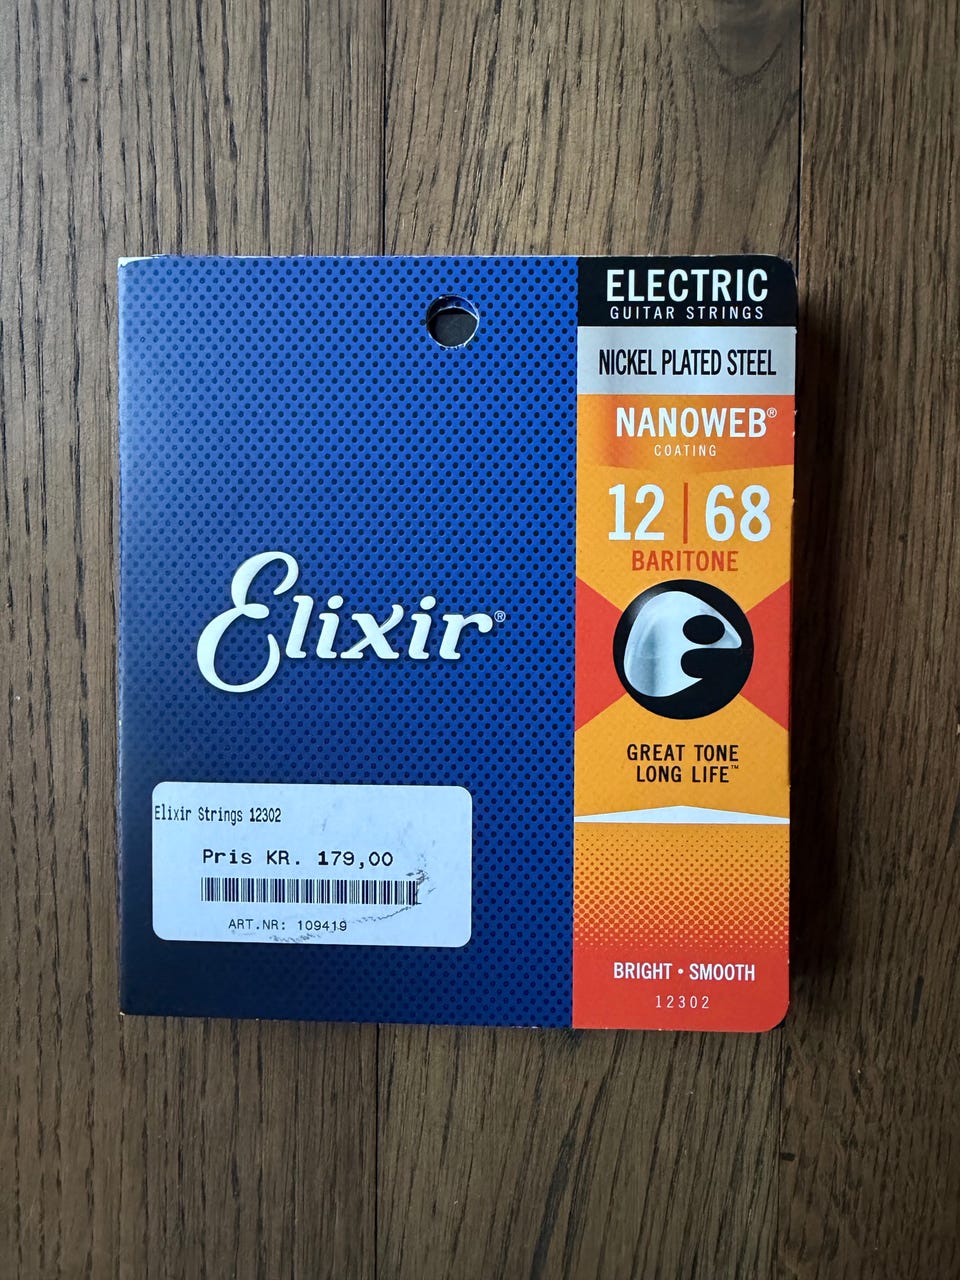 ELECTRIC
GUITAR STRINGS
NICKEL PLATED STEEL
NANOWEB®
COATING
12 | 68
BARITONE
Elixir®
GREAT TONE
LONG LIFE™
Elixir Strings 12302
Pris KR. 179,00
ART.NR: 109419
BRIGHT • SMOOTH
12302